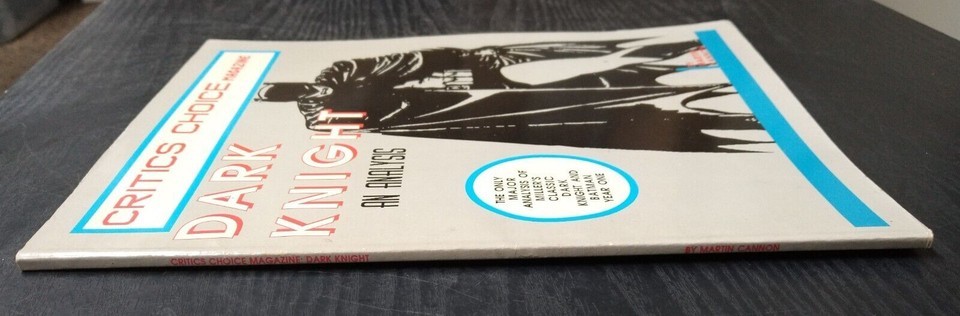 CRITICS CHOICE MAGAZINE
DARK
KNIGHT
AN ANALYSIS
THE ONLY
MAJOR
ANALYSIS OF
MILLER'S
CLASSIC
DARK
KNIGHT AND
BATMAN
YEAR ONE
CRITICS CHOICE MAGAZINE: DARK KNIGHT
BY MARTIN CANNON